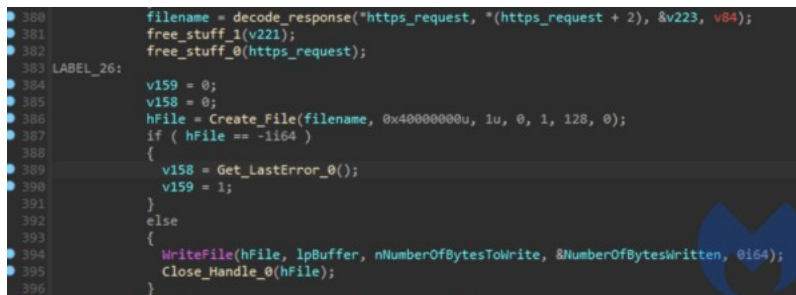 380 filename = decode_response(*https_request, *(https_request + 2), &v223, v84);
381 free_stuff_1(v221);
382 free_stuff_0(https_request);
383 LABEL_26:
384 v159 = 0;
385 v158 = 0;
386 hFile = Create_File(filename, 0x40000000u, 1u, 0, 1, 128, 0);
387 if ( hFile == -1i64 )
388 {
389 v158 = Get_LastError_0();
390 v159 = 1;
391 }
392 else
393 {
394 WriteFile(hFile, lpBuffer, nNumberOfBytesToWrite, &NumberOfBytesWritten, 0i64);
395 Close_Handle_0(hFile);
396 }